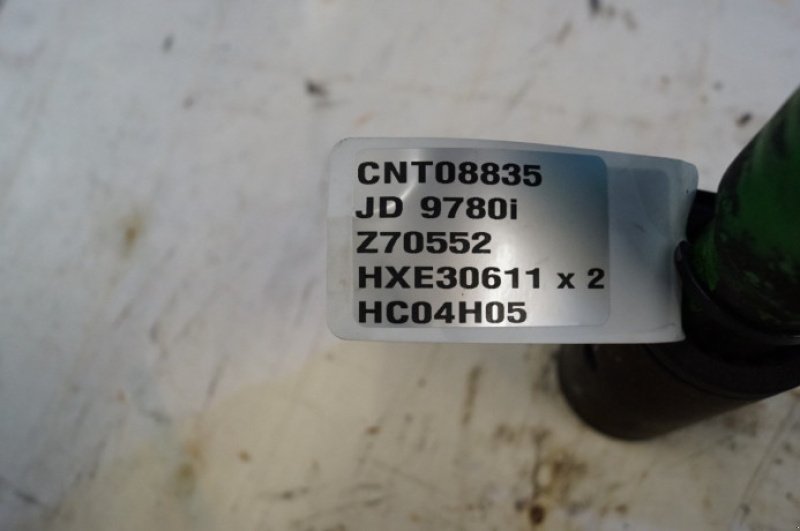 CNT08835
JD 9780i
Z70552
HXE30611 x 2
HC04H05